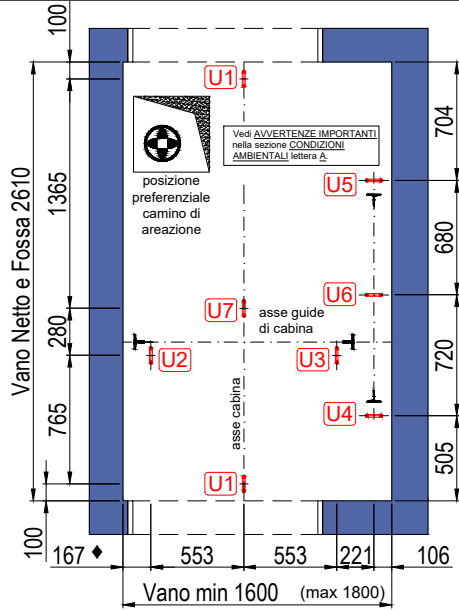 100
U1
Vedi AVVERTENZE IMPORTANTI
nella sezione CONDIZIONI
AMBIENTALI lettera A.
posizione
preferenziale
camino di
areazione
704
U5
1365
680
Vano Netto e Fossa 2610
U6
U7
asse guide
di cabina
280
U2
U3
720
asse cabina
U4
765
505
U1
100
167 ♦
553
553
221
106
Vano min 1600 (max 1800)